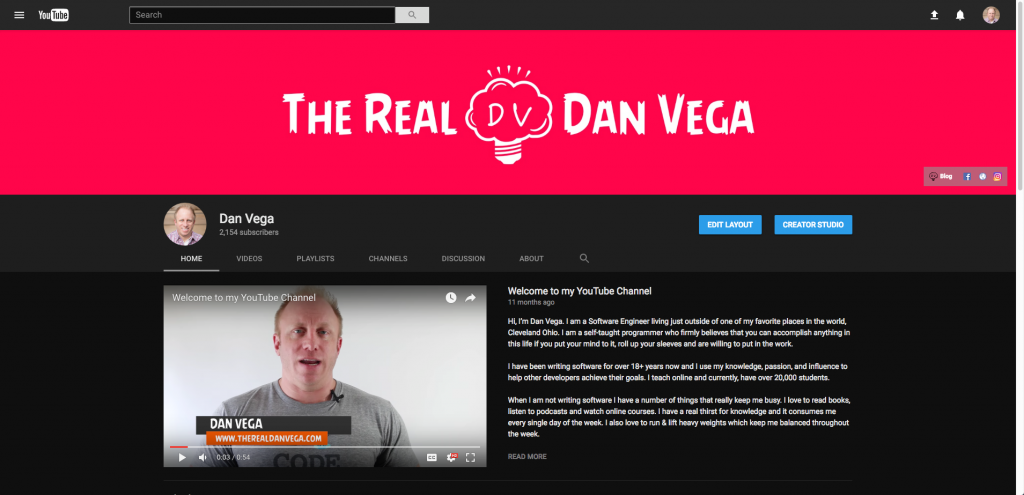 YouTube
Search
THE REAL DV DAN VEGA
Blog
Dan Vega
2,154 subscribers
EDIT LAYOUT
CREATOR STUDIO
HOME VIDEOS PLAYLISTS CHANNELS DISCUSSION ABOUT
Welcome to my YouTube Channel
DAN VEGA
WWW.THEREALDANVEGA.COM
CODE
0:03 / 0:54
CC
HD
Welcome to my YouTube Channel
11 months ago
Hi, I'm Dan Vega. I am a Software Engineer living just outside of one of my favorite places in the world,
Cleveland Ohio. I am a self-taught programmer who firmly believes that you can accomplish anything in
this life if you put your mind to it, roll up your sleeves and are willing to put in the work.
I have been writing software for over 18+ years now and I use my knowledge, passion, and influence to
help other developers achieve their goals. I teach online and currently, have over 20,000 students.
When I am not writing software I have a number of things that really keep me busy. I love to read books,
listen to podcasts and watch online courses. I have a real thirst for knowledge and it consumes me
every single day of the week. I also love to run & lift heavy weights which keep me balanced throughout
the week.
READ MORE